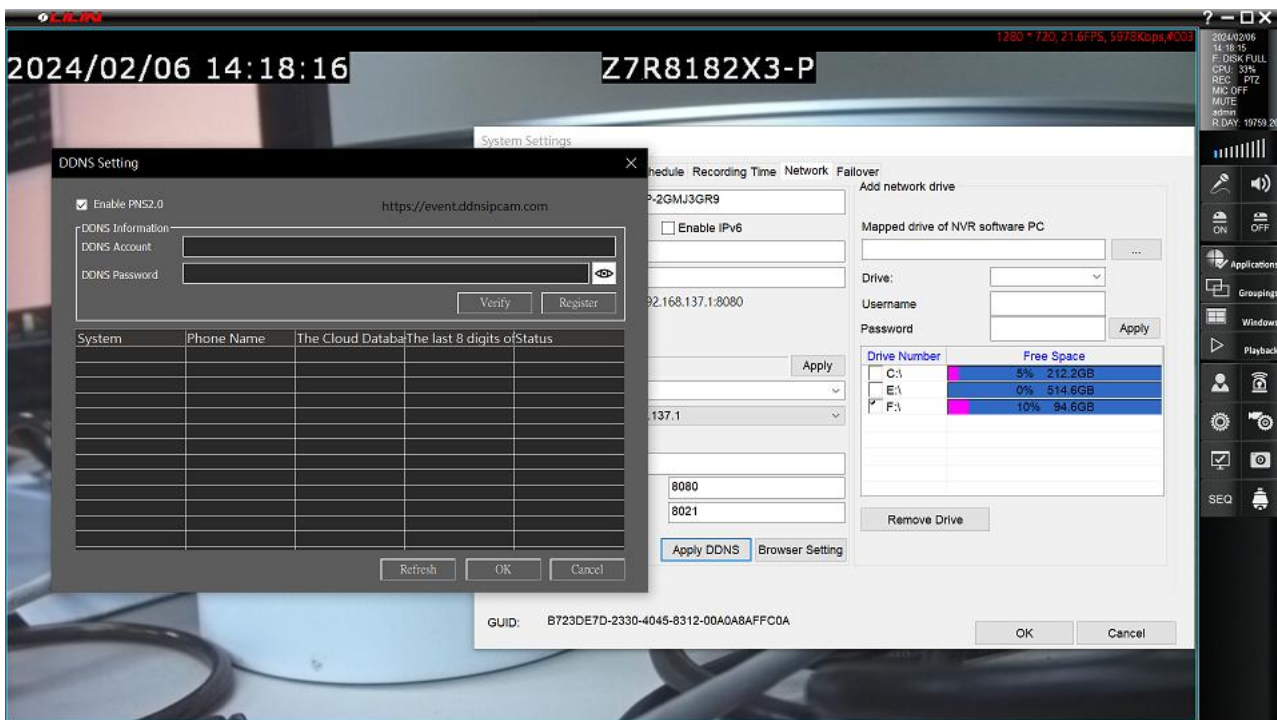 LILIN
? – □ X
1280 * 720, 21.6FPS, 5978Kbps,#003
2024/02/06 14:18:16
Z7R8182X3-P
2024/02/06
14:18:15
F: DISK FULL
CPU: 33%
REC PTZ
MIC OFF
MUTE
admin
R.DAY: 19759.26
ON
OFF
Applications
Groupings
Windows
Playback
SEQ
System Settings
hedule Recording Time Network Failover
P-2GMJ3GR9
Enable IPv6
92.168.137.1:8080
Apply
.137.1
8080
8021
Apply DDNS
Browser Setting
Add network drive
Mapped drive of NVR software PC
...
Drive:
Username
Password
Apply
Drive Number Free Space
C:\ 5% 212.2GB
E:\ 0% 514.6GB
F:\ 10% 94.6GB
Remove Drive
GUID: B723DE7D-2330-4045-8312-00A0A8AFFC0A
OK
Cancel
DDNS Setting
Enable PNS2.0
https://event.ddnsipcam.com
DDNS Information
DDNS Account
DDNS Password
Verify
Register
System Phone Name The Cloud Databa The last 8 digits of Status
Refresh
OK
Cancel